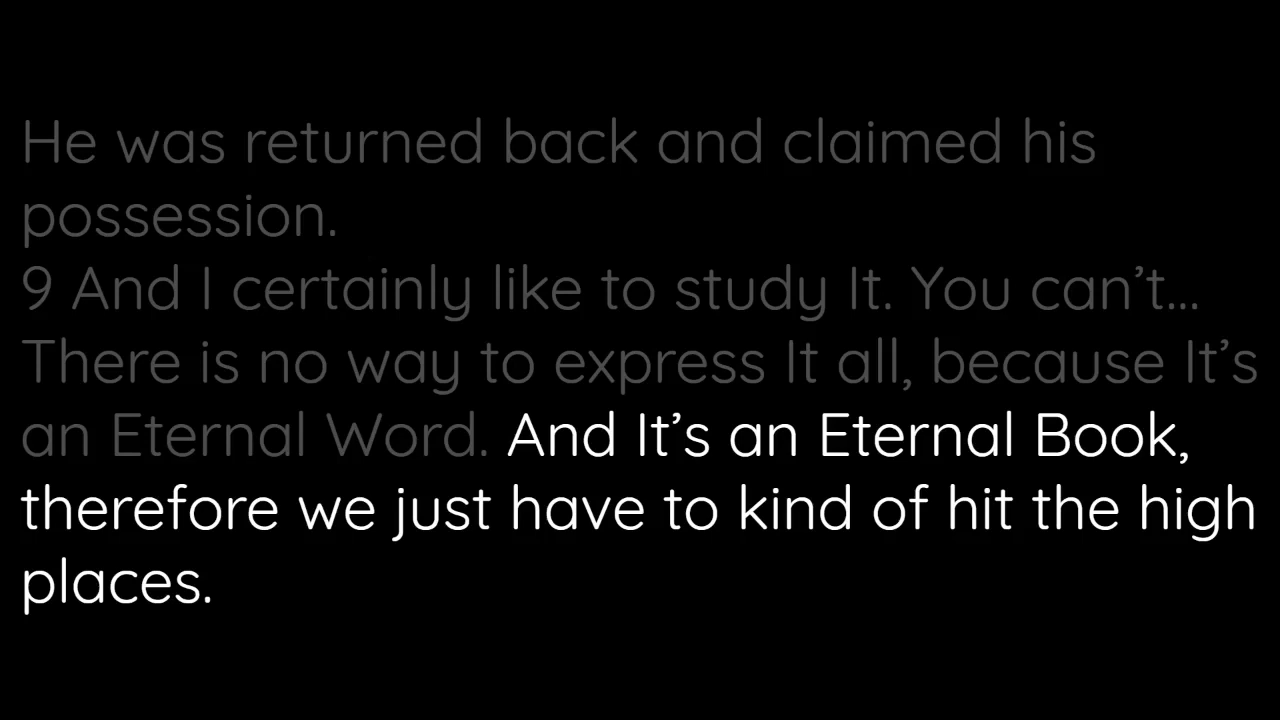 He was returned back and claimed his
possession.
9 And I certainly like to study It. You can’t...
There is no way to express It all, because It’s
an Eternal Word. And It’s an Eternal Book,
therefore we just have to kind of hit the high
places.